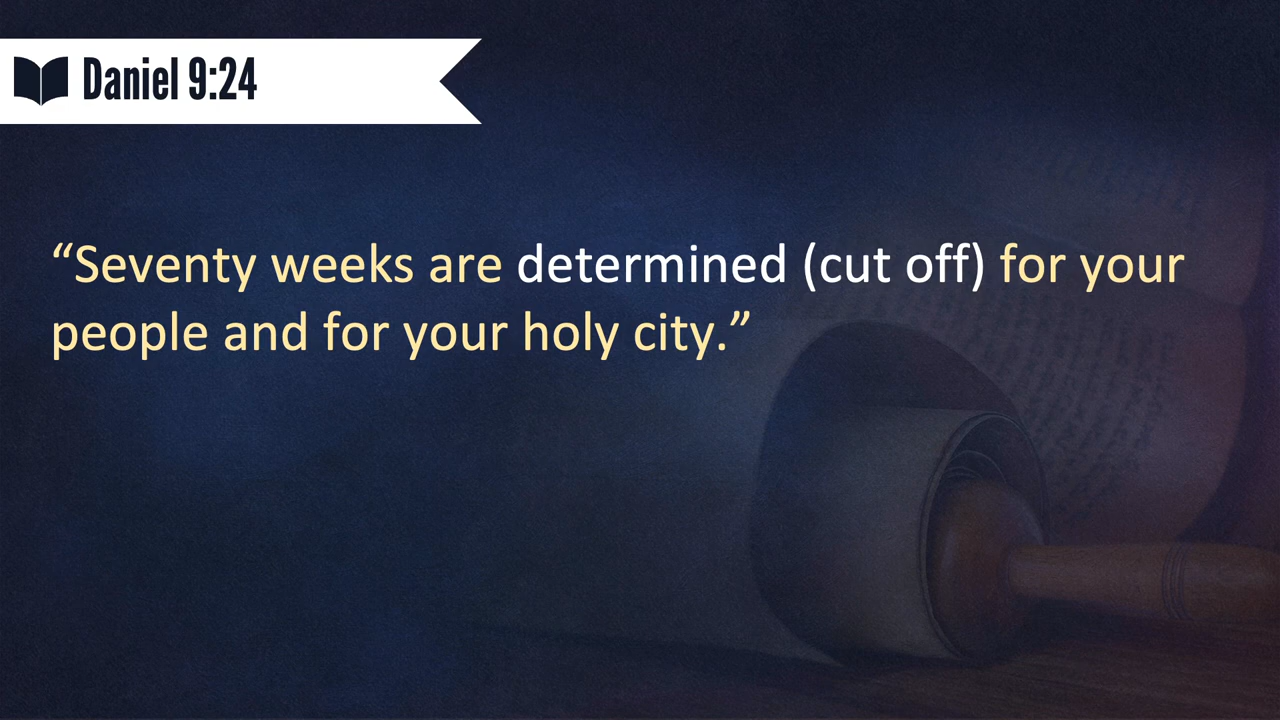 Daniel 9:24
“Seventy weeks are determined (cut off) for your
people and for your holy city.”